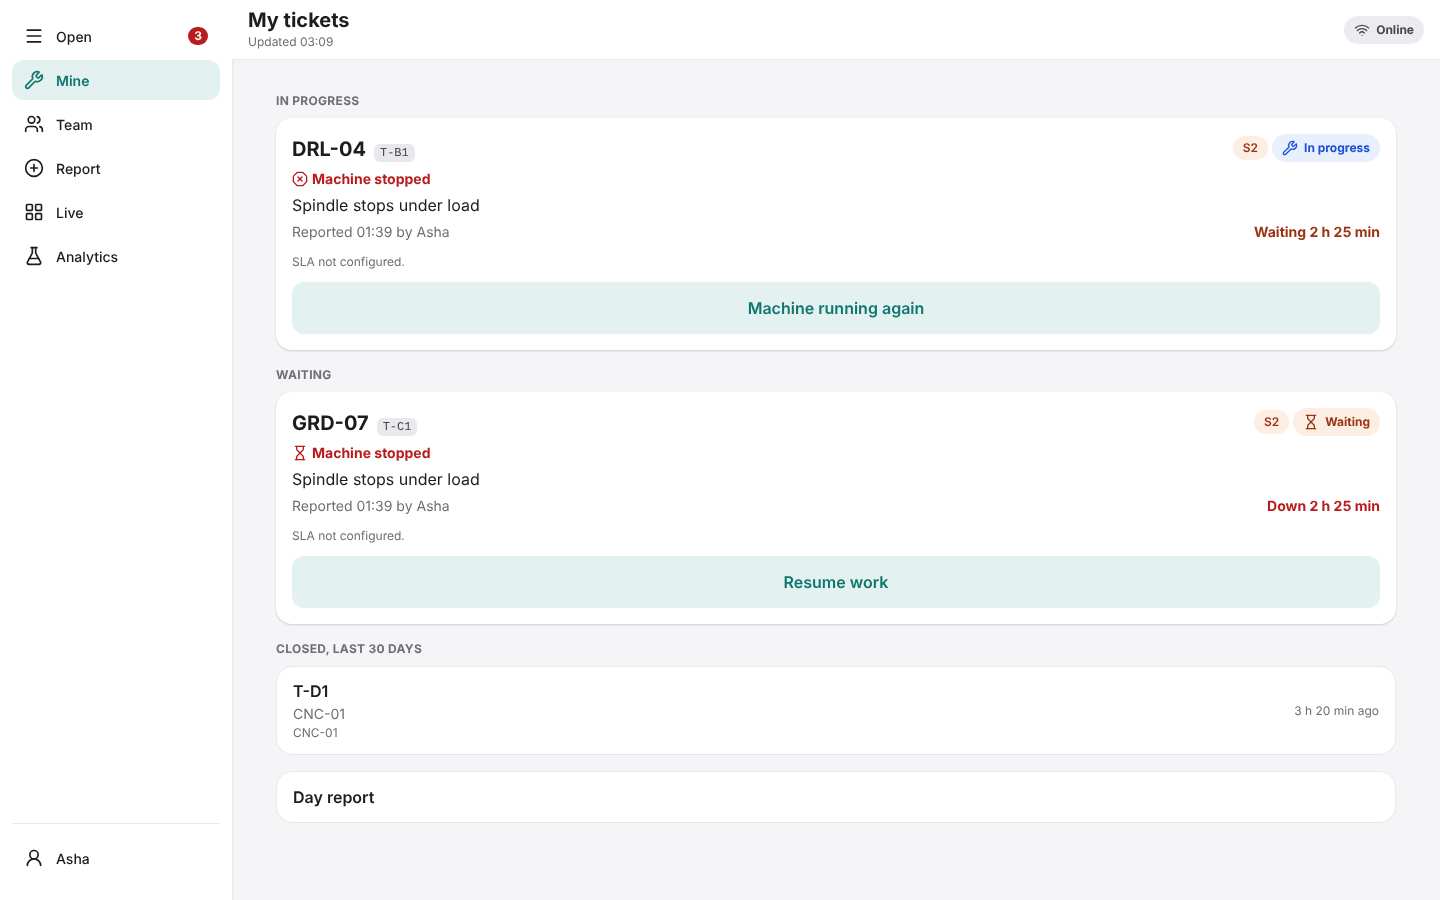 Open
3
Mine
Team
Report
Live
Analytics
Asha
My tickets
Updated 03:09
Online
IN PROGRESS
DRL-04 T-B1
S2 In progress
Machine stopped
Spindle stops under load
Reported 01:39 by Asha
Waiting 2 h 25 min
SLA not configured.
Machine running again
WAITING
GRD-07 T-C1
S2 Waiting
Machine stopped
Spindle stops under load
Reported 01:39 by Asha
Down 2 h 25 min
SLA not configured.
Resume work
CLOSED, LAST 30 DAYS
T-D1
CNC-01
CNC-01
3 h 20 min ago
Day report